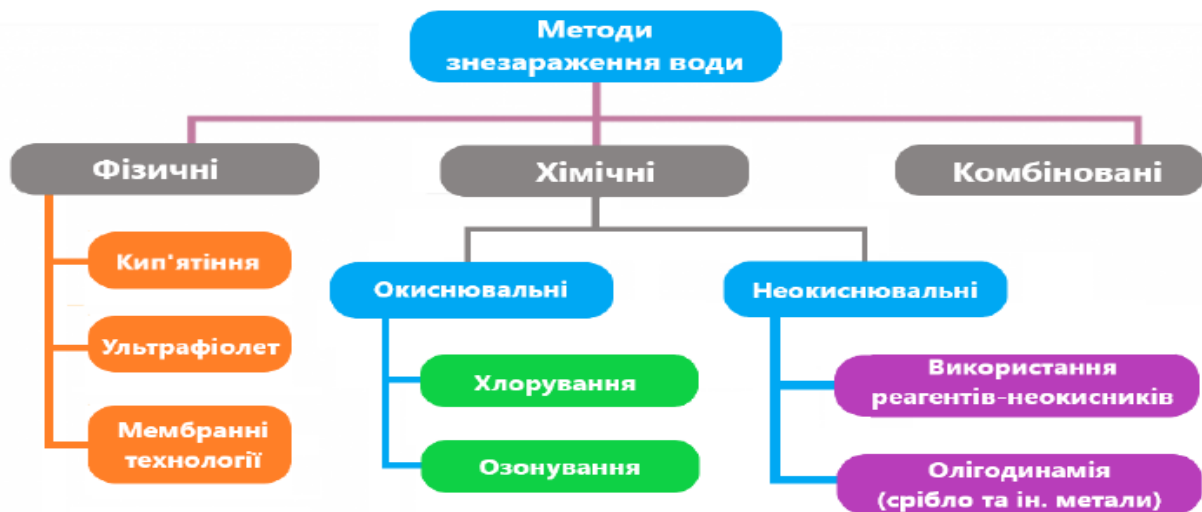 Методи
знезараження води
Фізичні
Хімічні
Комбіновані
Кип'ятіння
Ультрафіолет
Мембранні
технології
Окиснювальні
Хлорування
Озонування
Неокиснювальні
Використання
реагентів-неокисників
Олігодинамія
(срібло та ін. метали)